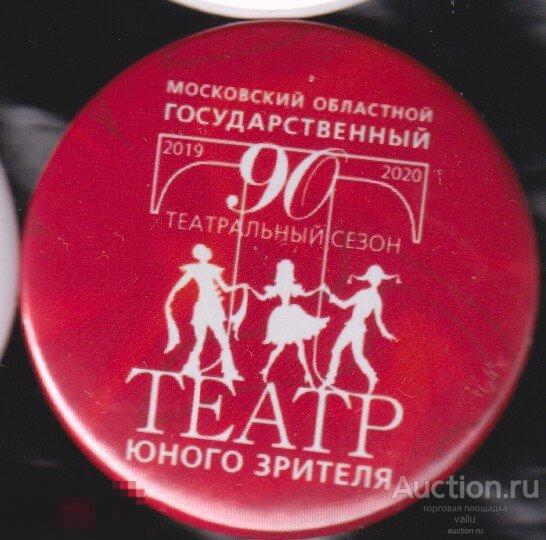 МОСКОВСКИЙ ОБЛАСТНОЙ
ГОСУДАРСТВЕННЫЙ
2019 90 2020
ТЕАТРАЛЬНЫЙ СЕЗОН
ТЕАТР
ЮНОГО ЗРИТЕЛЯ
Auction.ru
торговая площадка
vallu
auction.ru